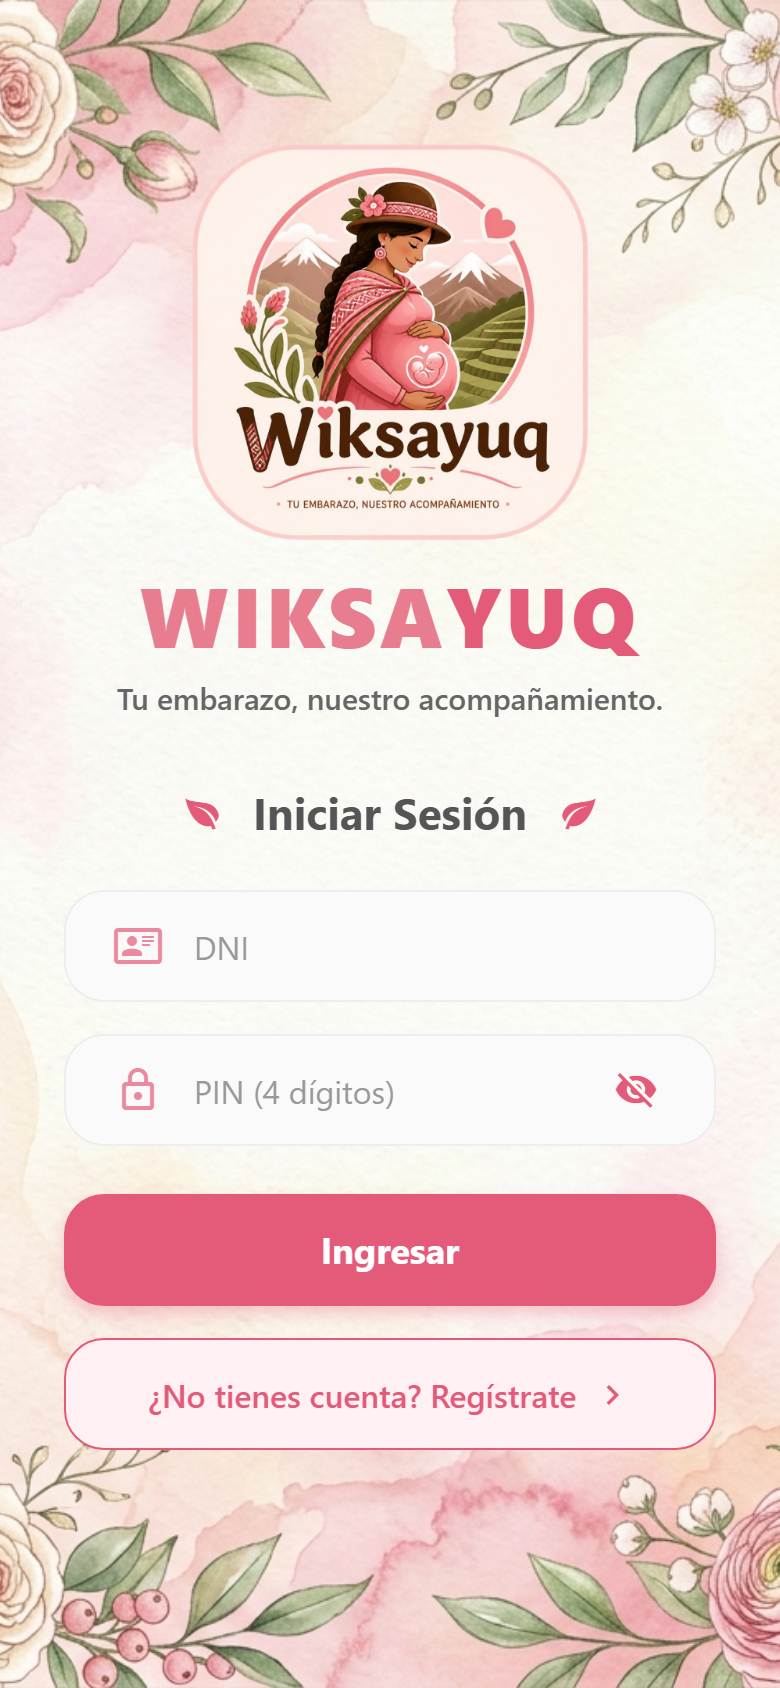 Wiksayuq
TU EMBARAZO, NUESTRO ACOMPAÑAMIENTO
WIKSAYUQ
Tu embarazo, nuestro acompañamiento.
Iniciar Sesión
DNI
PIN (4 dígitos)
Ingresar
¿No tienes cuenta? Regístrate